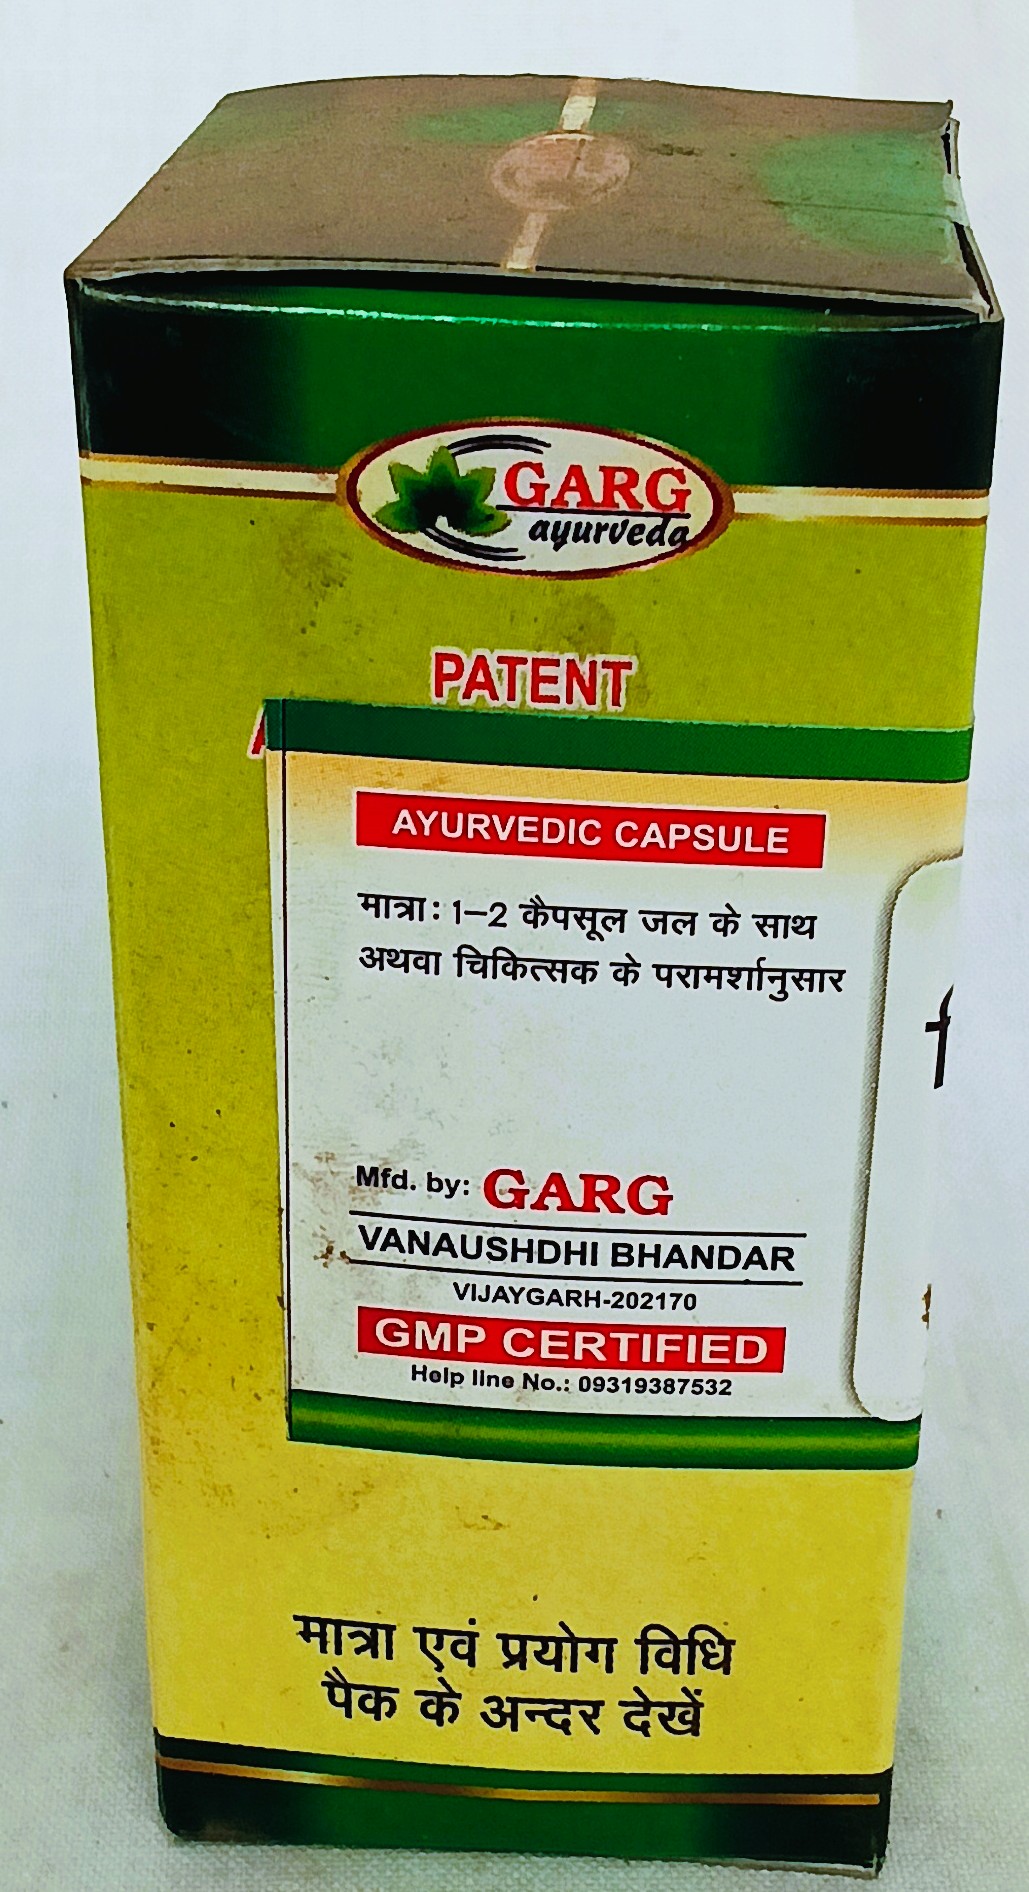 GARG
ayurveda
PATENT
AYURVEDIC CAPSULE
मात्रा: 1-2 कैपसूल जल के साथ
अथवा चिकित्सक के परामर्शानुसार
Mfd. by: GARG
VANAUSHDHI BHANDAR
VIJAYGARH-202170
GMP CERTIFIED
Help line No.: 09319387532
मात्रा एवं प्रयोग विधि
पैक के अन्दर देखें